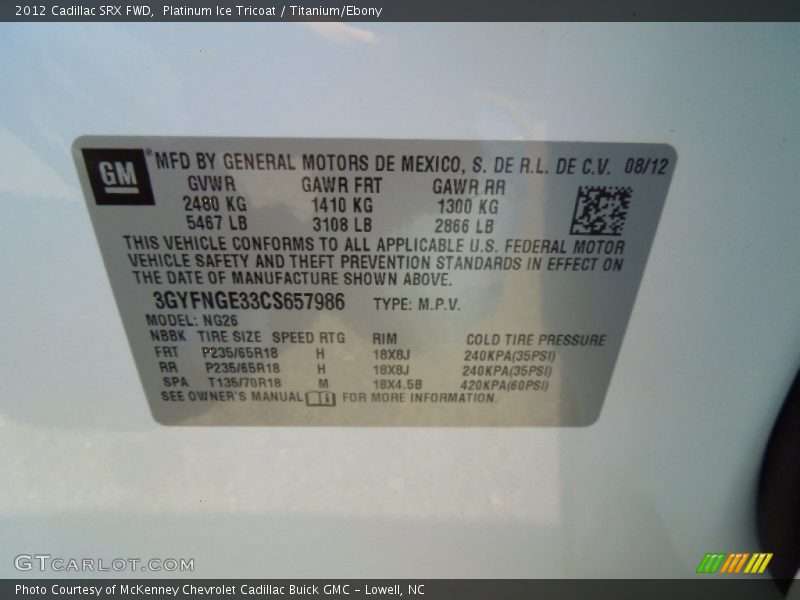 2012 Cadillac SRX FWD,  Platinum Ice Tricoat / Titanium/Ebony
GM
MFD BY GENERAL MOTORS DE MEXICO, S. DE R.L. DE C.V. 08/12
GVWR GAWR FRT GAWR RR
2480 KG 1410 KG 1300 KG
5467 LB 3108 LB 2866 LB
THIS VEHICLE CONFORMS TO ALL APPLICABLE U.S. FEDERAL MOTOR
VEHICLE SAFETY AND THEFT PREVENTION STANDARDS IN EFFECT ON
THE DATE OF MANUFACTURE SHOWN ABOVE.
3GYFNGE33CS657986 TYPE: M.P.V.
MODEL: NG26
NBBK TIRE SIZE SPEED RTG RIM COLD TIRE PRESSURE
FRT P235/65R18 H 18X8J 240KPA(35PSI)
RR P235/65R18 H 18X8J 240KPA(35PSI)
SPA T135/70R18 M 18X4.5B 420KPA(60PSI)
SEE OWNER'S MANUAL FOR MORE INFORMATION.
GTCARLOT.COM
Photo Courtesy of McKenney Chevrolet Cadillac Buick GMC - Lowell, NC